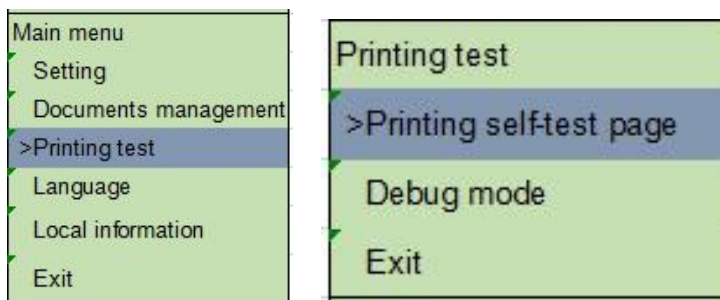 Main menu
Setting
Documents management
>Printing test
Language
Local information
Exit
Printing test
>Printing self-test page
Debug mode
Exit